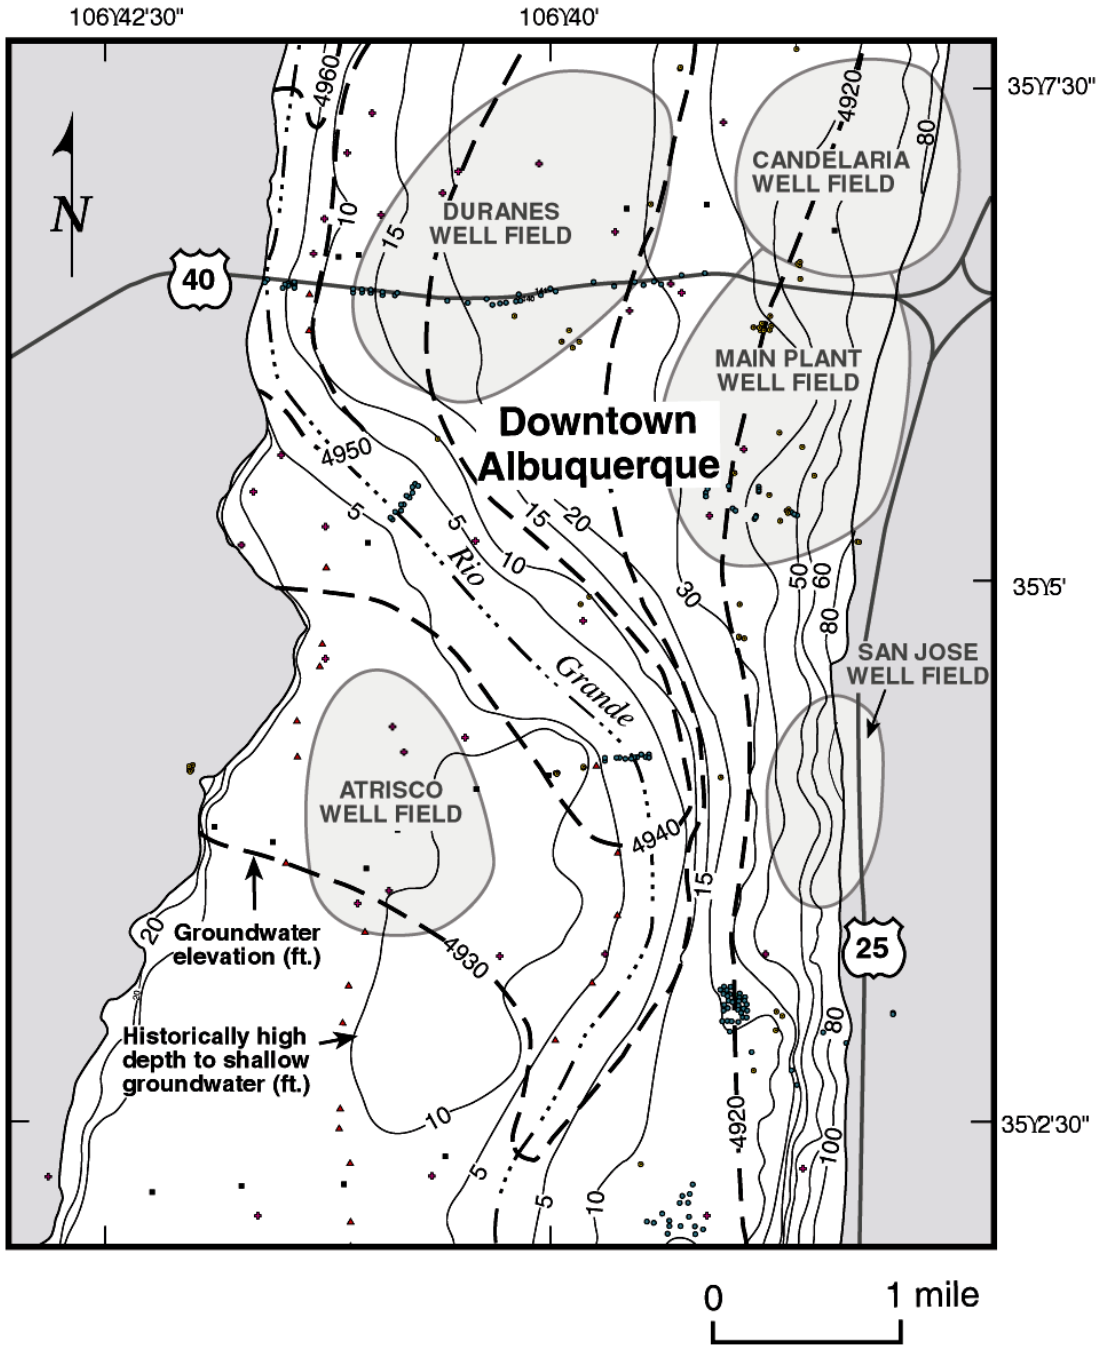 106°42'30"
106°40'
4960
4920
80
35°7'30"
CANDELARIA
WELL FIELD
N
10
15
DURANES
WELL FIELD
40
MAIN PLANT
WELL FIELD
Downtown
Albuquerque
4950
5
5
15
20
10
Rio
30
50
60
80
35°5'
SAN JOSE
WELL FIELD
Grande
ATRISCO
WELL FIELD
4940
15
20
Groundwater
elevation (ft.)
4930
25
Historically high
depth to shallow
groundwater (ft.)
80
10
4920
100
35°2'30"
5
5
10
0
1 mile